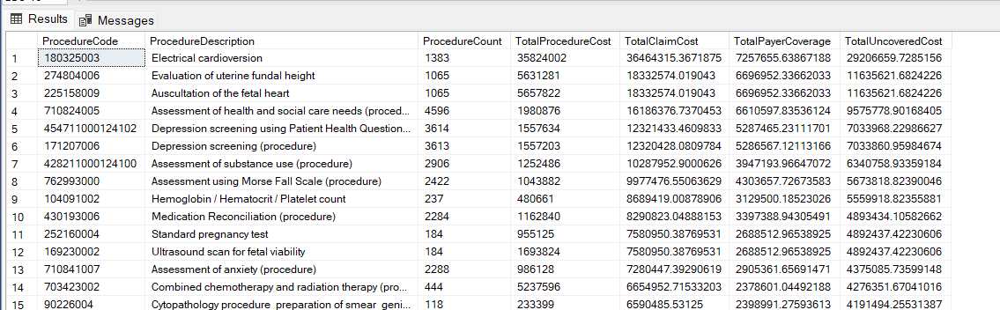 Results Messages
ProcedureCode ProcedureDescription ProcedureCount TotalProcedureCost TotalClaimCost TotalPayerCoverage TotalUncoveredCost
1 180325003 Electrical cardioversion 1383 35824002 36464315.3671875 7257655.63867188 29206659.7285156
2 274804006 Evaluation of uterine fundal height 1065 5631281 18332574.019043 6696952.33662033 11635621.6824226
3 225158009 Auscultation of the fetal heart 1065 5657822 18332574.019043 6696952.33662033 11635621.6824226
4 710824005 Assessment of health and social care needs (proced... 4596 1980876 16186376.7370453 6610597.83536124 9575778.90168405
5 454711000124102 Depression screening using Patient Health Question... 3614 1557634 12321433.4609833 5287465.23111701 7033968.22986627
6 171207006 Depression screening (procedure) 3613 1557203 12320428.0809784 5286567.12113166 7033860.95984674
7 428211000124100 Assessment of substance use (procedure) 2906 1252486 10287952.9000626 3947193.96647072 6340758.93359184
8 762993000 Assessment using Morse Fall Scale (procedure) 2422 1043882 9977476.55063629 4303657.72673583 5673818.82390046
9 104091002 Hemoglobin / Hematocrit / Platelet count 237 480661 8689419.00878906 3129500.18523026 5559918.82355881
10 430193006 Medication Reconciliation (procedure) 2284 1162840 8290823.04888153 3397388.94305491 4893434.10582662
11 252160004 Standard pregnancy test 184 955125 7580950.38769531 2688512.96538925 4892437.42230606
12 169230002 Ultrasound scan for fetal viability 184 1693824 7580950.38769531 2688512.96538925 4892437.42230606
13 710841007 Assessment of anxiety (procedure) 2288 986128 7280447.39290619 2905361.65691471 4375085.73599148
14 703423002 Combined chemotherapy and radiation therapy (pro... 444 5237596 6654952.71533203 2378601.04492188 4276351.67041016
15 90226004 Cytopathology procedure preparation of smear geni... 118 233399 6590485.53125 2398991.27593613 4191494.25531387